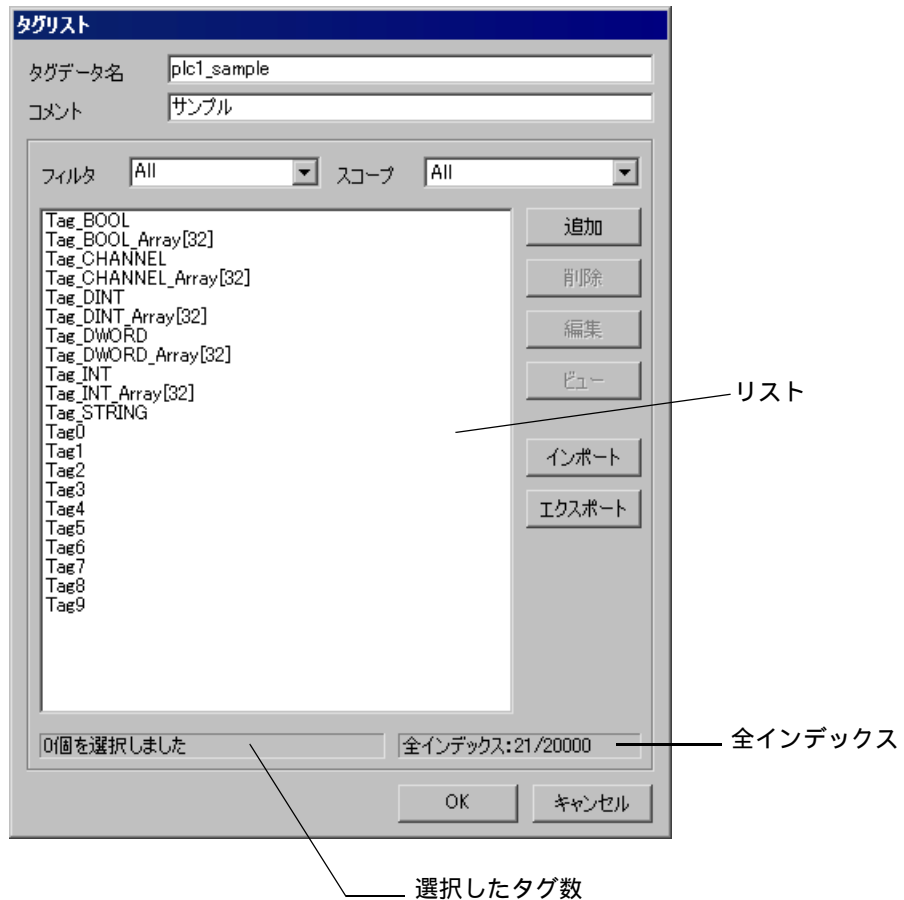 タグリスト
タグデータ名 plc1_sample
コメント サンプル
フィルタ All スコープ All
Tag_BOOL
Tag_BOOL_Array[32]
Tag_CHANNEL
Tag_CHANNEL_Array[32]
Tag_DINT
Tag_DINT_Array[32]
Tag_DWORD
Tag_DWORD_Array[32]
Tag_INT
Tag_INT_Array[32]
Tag_STRING
Tag0
Tag1
Tag2
Tag3
Tag4
Tag5
Tag6
Tag7
Tag8
Tag9
追加
削除
編集
ビュー
インポート
エクスポート
リスト
0個を選択しました 全インデックス:21/20000
全インデックス
OK キャンセル
選択したタグ数